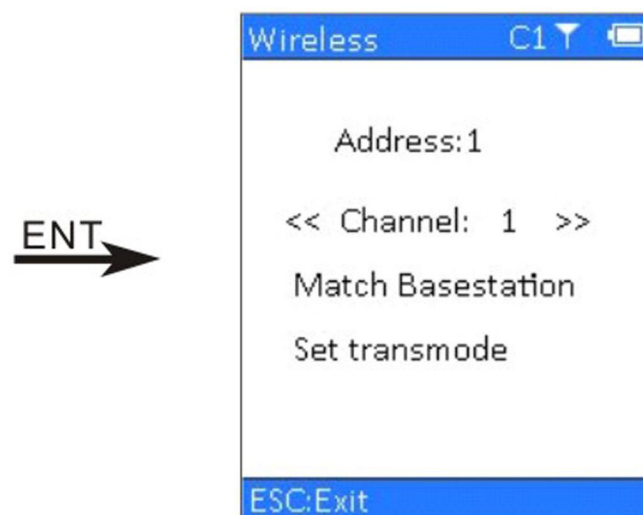 Wireless C1
Address:1
<< Channel: 1 >>
ENT
Match Basestation
Set transmode
ESC:Exit